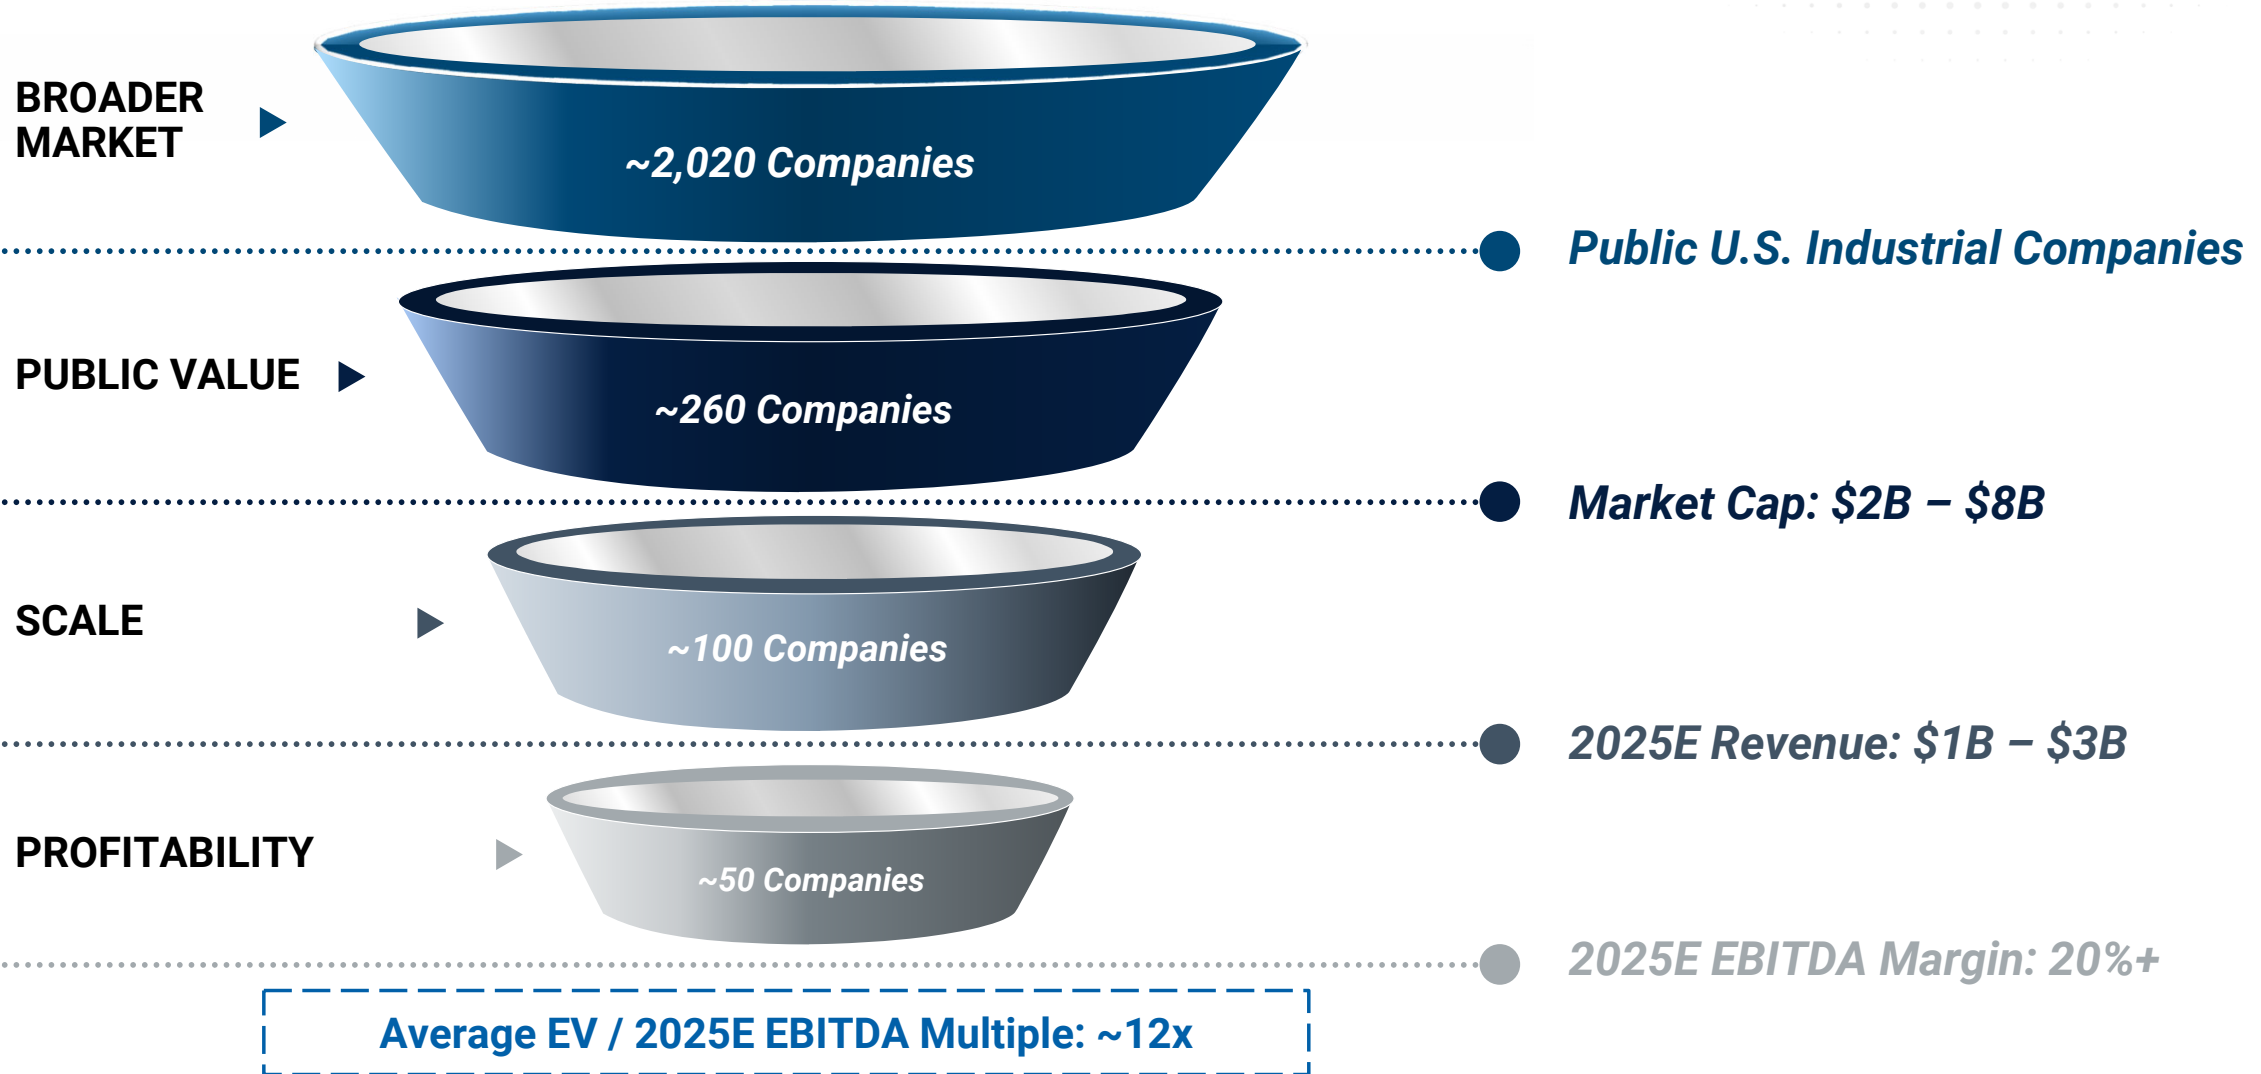 BROADER
MARKET
~2,020 Companies
Public U.S. Industrial Companies
PUBLIC VALUE
~260 Companies
Market Cap: $2B – $8B
SCALE
~100 Companies
2025E Revenue: $1B – $3B
PROFITABILITY
~50 Companies
2025E EBITDA Margin: 20%+
Average EV / 2025E EBITDA Multiple: ~12x